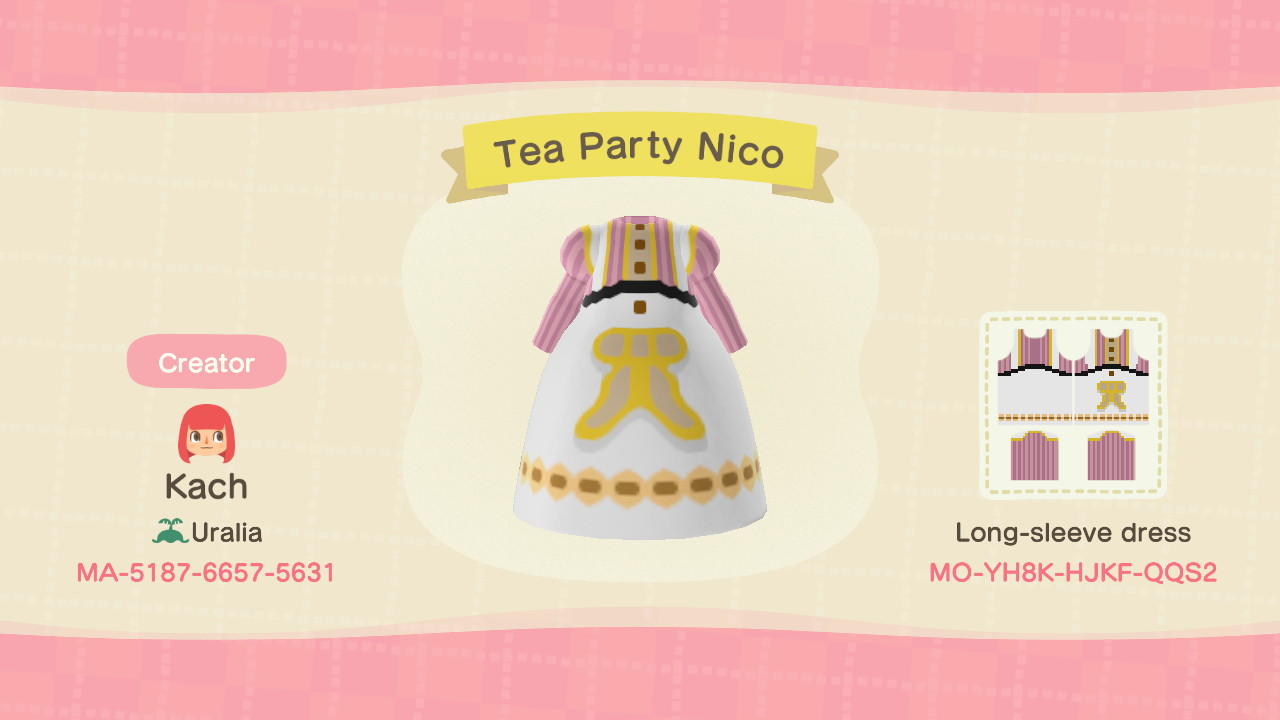 Tea Party Nico
Creator
Kach
Uralia
MA-5187-6657-5631
Long-sleeve dress
MO-YH8K-HJKF-QQS2